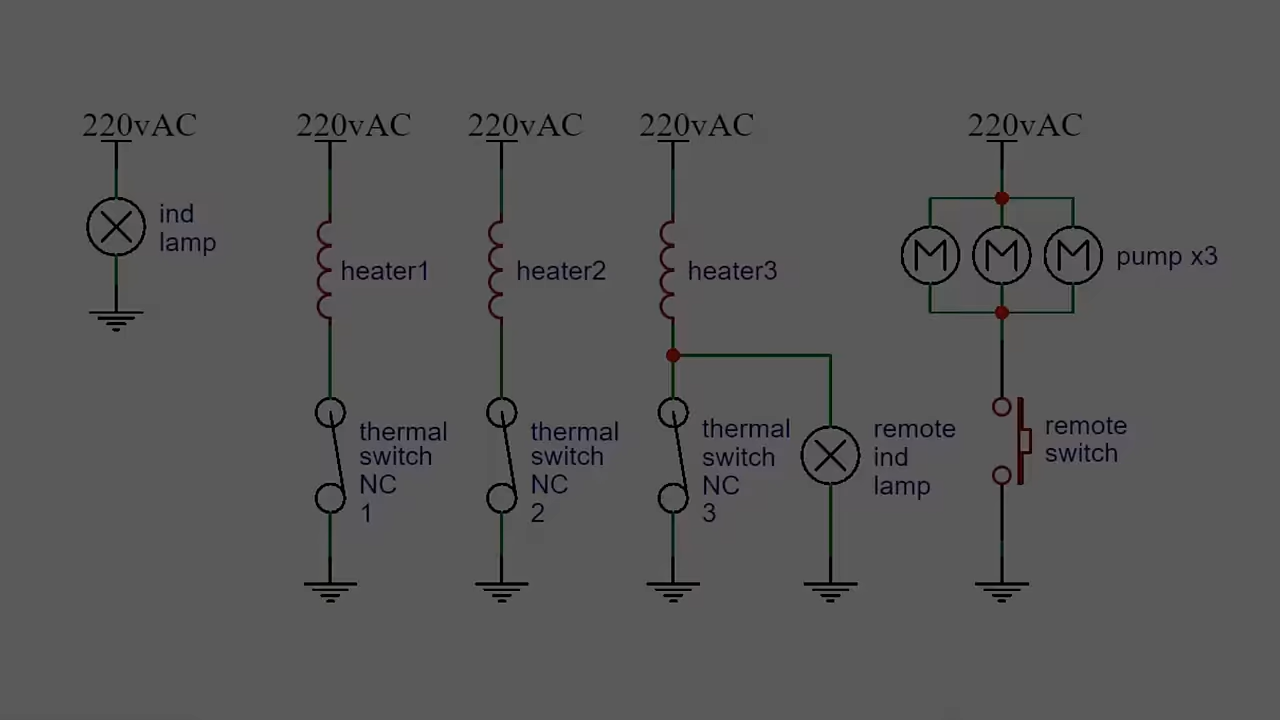 220vAC
220vAC
220vAC
220vAC
220vAC
ind
lamp
heater1
heater2
heater3
M
M
M
pump x3
thermal
switch
NC
1
thermal
switch
NC
2
thermal
switch
NC
3
remote
ind
lamp
remote
switch